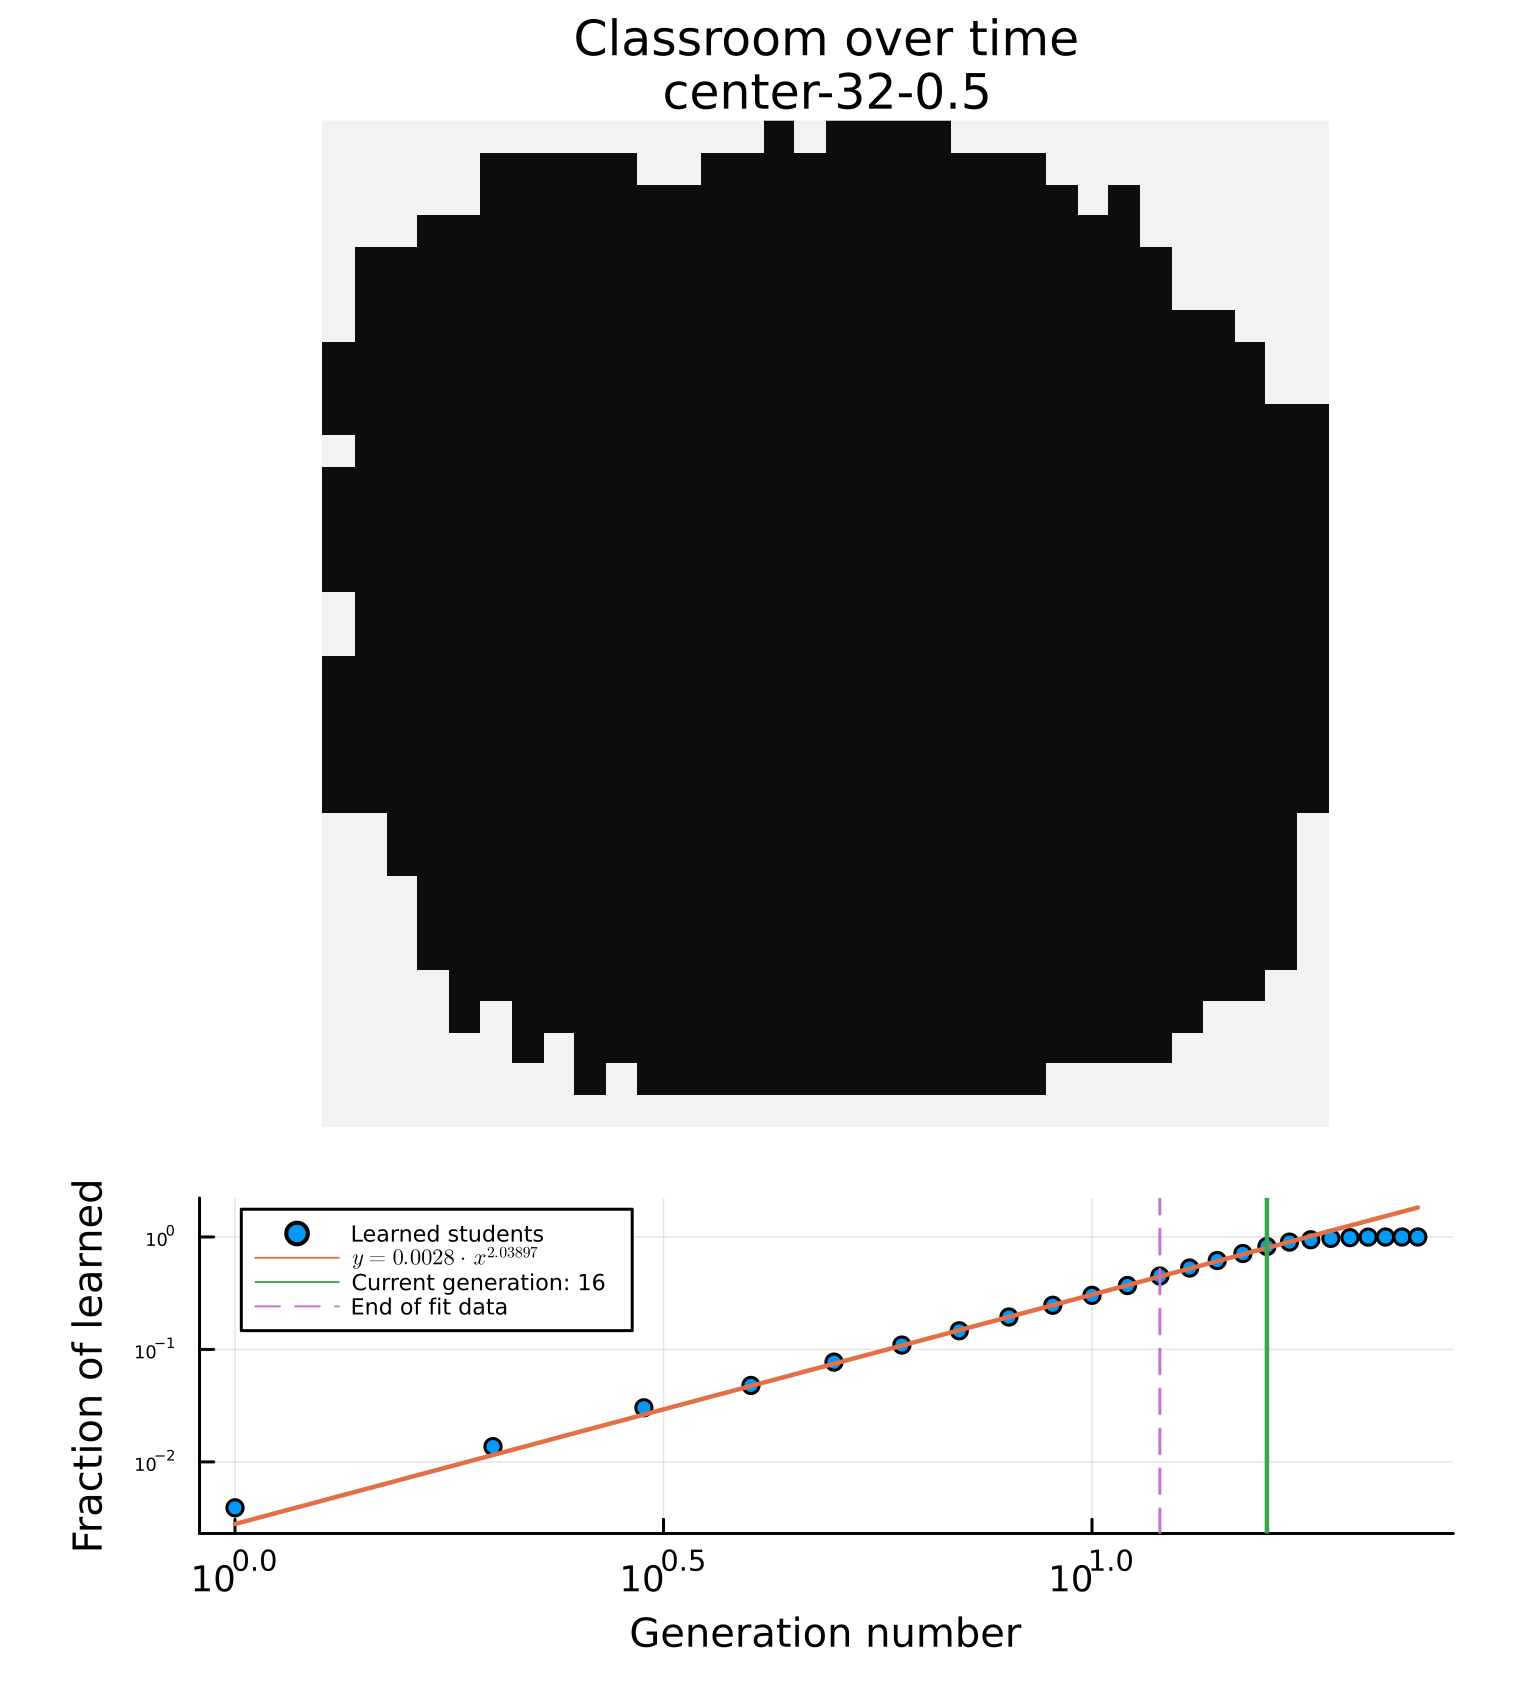 Classroom over time
center-32-0.5
Fraction of learned
10^0
10^−1
10^−2
Learned students
y = 0.0028 · x^2.03897
Current generation: 16
End of fit data
10^0.0 10^0.5 10^1.0
Generation number